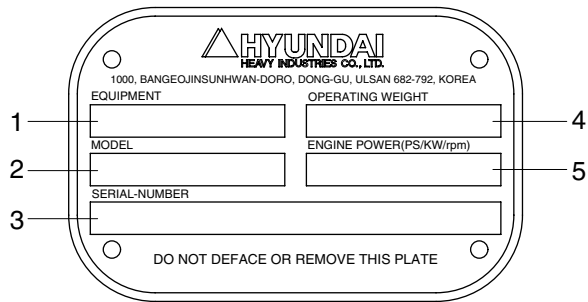 HYUNDAI
HEAVY INDUSTRIES CO., LTD.
1000, BANGEOJINSUNHWAN-DORO, DONG-GU, ULSAN 682-792, KOREA
EQUIPMENT OPERATING WEIGHT
1 4
MODEL ENGINE POWER(PS/KW/rpm)
2 5
SERIAL-NUMBER
3
DO NOT DEFACE OR REMOVE THIS PLATE